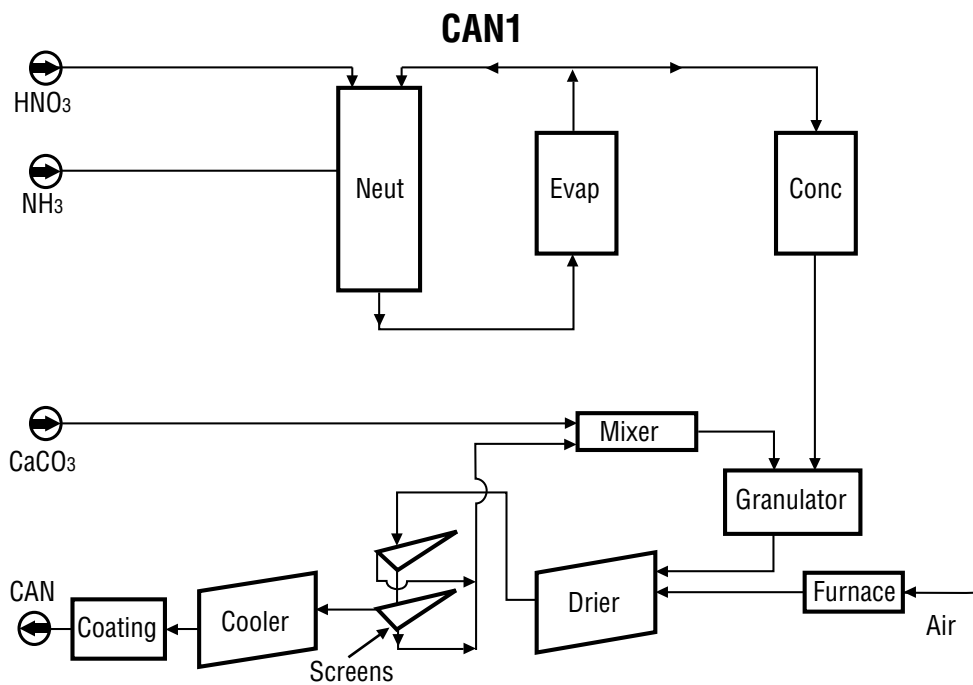 CAN1
HNO₃
NH₃
Neut
Evap
Conc
CaCO₃
Mixer
Granulator
CAN
Coating
Cooler
Screens
Drier
Furnace
Air